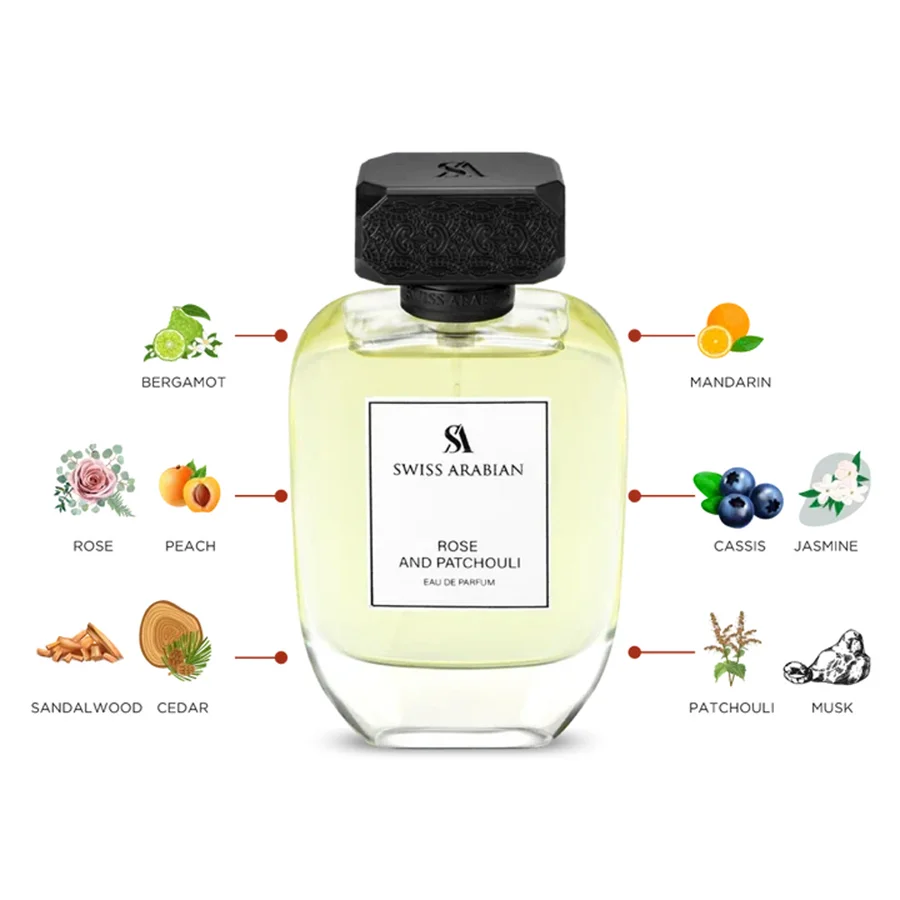 SA
SWISS ARABIAN
BERGAMOT
MANDARIN
SA
SWISS ARABIAN
ROSE
AND PATCHOULI
EAU DE PARFUM
ROSE PEACH
CASSIS JASMINE
SANDALWOOD CEDAR
PATCHOULI MUSK